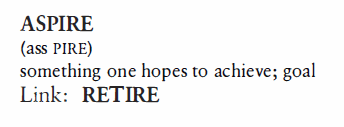 ASPIRE
(ass PIRE)
something one hopes to achieve; goal
Link: RETIRE